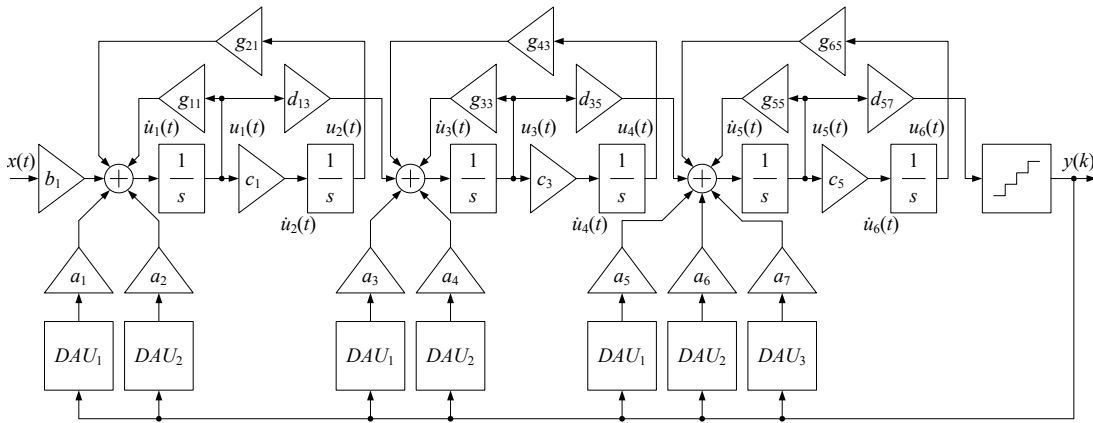 g21 g43 g65
g11 d13 g33 d35 g55 d57
u̇1(t) u1(t) u2(t) u̇3(t) u3(t) u4(t) u̇5(t) u5(t) u6(t)
x(t) b1 + 1/s c1 1/s + 1/s c3 1/s + 1/s c5 1/s y(k)
u̇2(t) u̇4(t) u̇6(t)
a1 a2 a3 a4 a5 a6 a7
DAU1 DAU2 DAU1 DAU2 DAU1 DAU2 DAU3